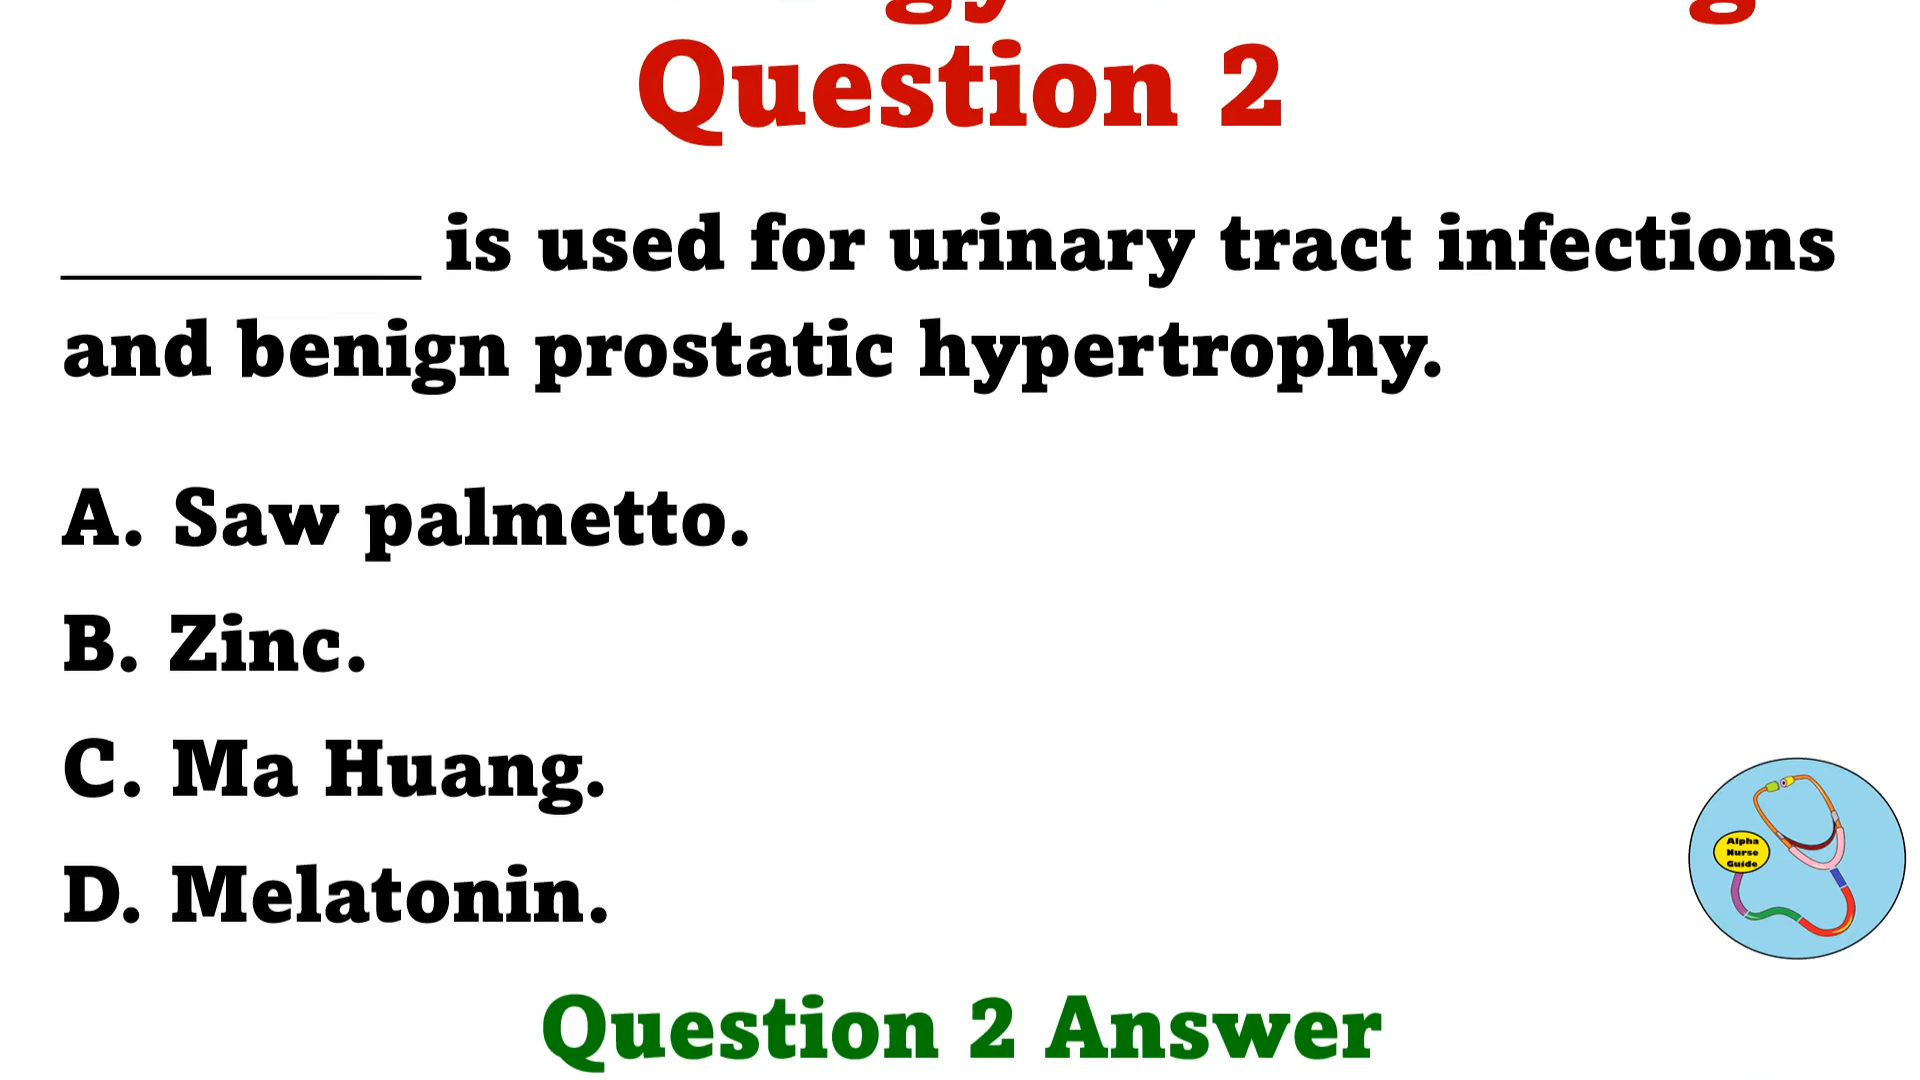 Question 2
__________ is used for urinary tract infections
and benign prostatic hypertrophy.
A. Saw palmetto.
B. Zinc.
C. Ma Huang.
D. Melatonin.
Alpha
Nurse
Guide
Question 2 Answer